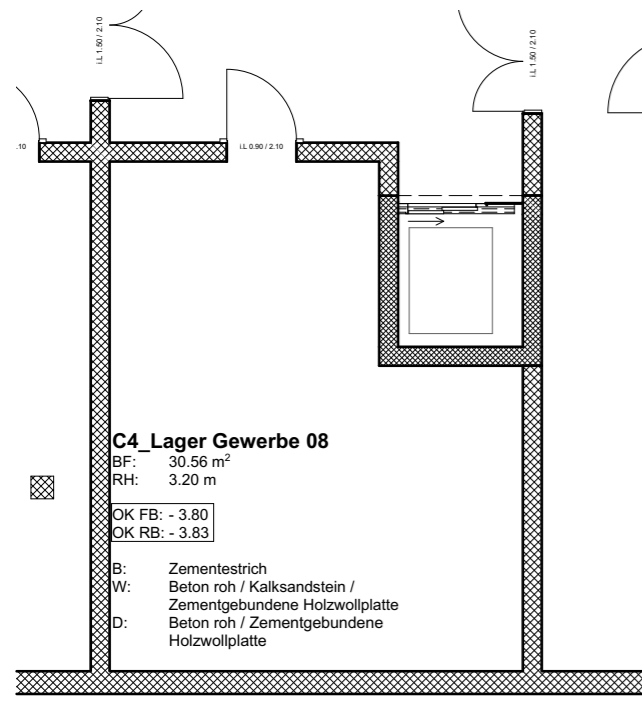 i.L 1.50 / 2.10
i.L 1.50 / 2.10
.10
i.L 0.90 / 2.10
C4_Lager Gewerbe 08
BF: 30.56 m²
RH: 3.20 m
OK FB: - 3.80
OK RB: - 3.83
B: Zementestrich
W: Beton roh / Kalksandstein /
Zementgebundene Holzwollplatte
D: Beton roh / Zementgebundene
Holzwollplatte